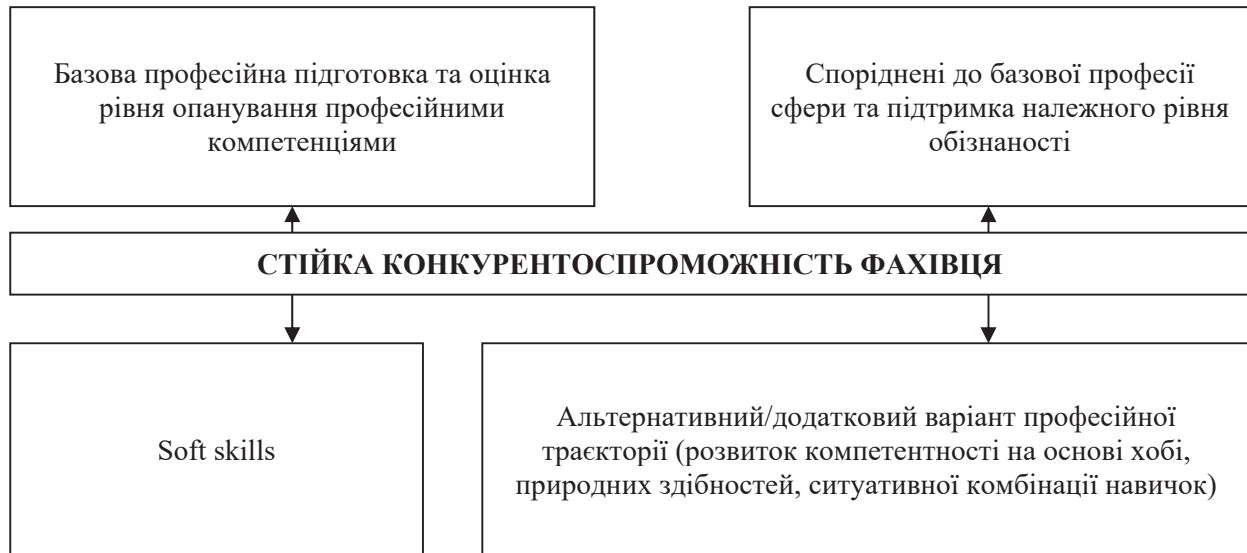 Базова професійна підготовка та оцінка
рівня опанування професійними
компетенціями
Споріднені до базової професії
сфери та підтримка належного рівня
обізнаності
СТІЙКА КОНКУРЕНТОСПРОМОЖНІСТЬ ФАХІВЦЯ
Soft skills
Альтернативний/додатковий варіант професійної
траєкторії (розвиток компетентності на основі хобі,
природних здібностей, ситуативної комбінації навичок)